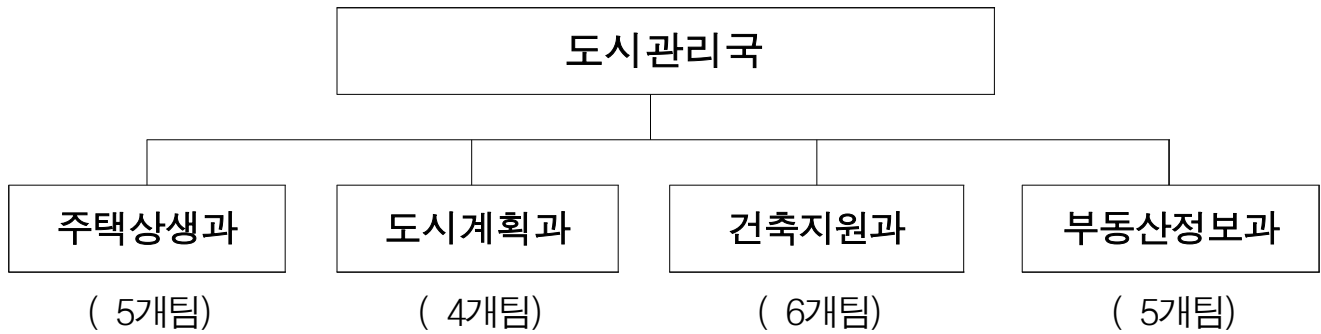 도시관리국
주택상생과 도시계획과 건축지원과 부동산정보과
( 5개팀) ( 4개팀) ( 6개팀) ( 5개팀)